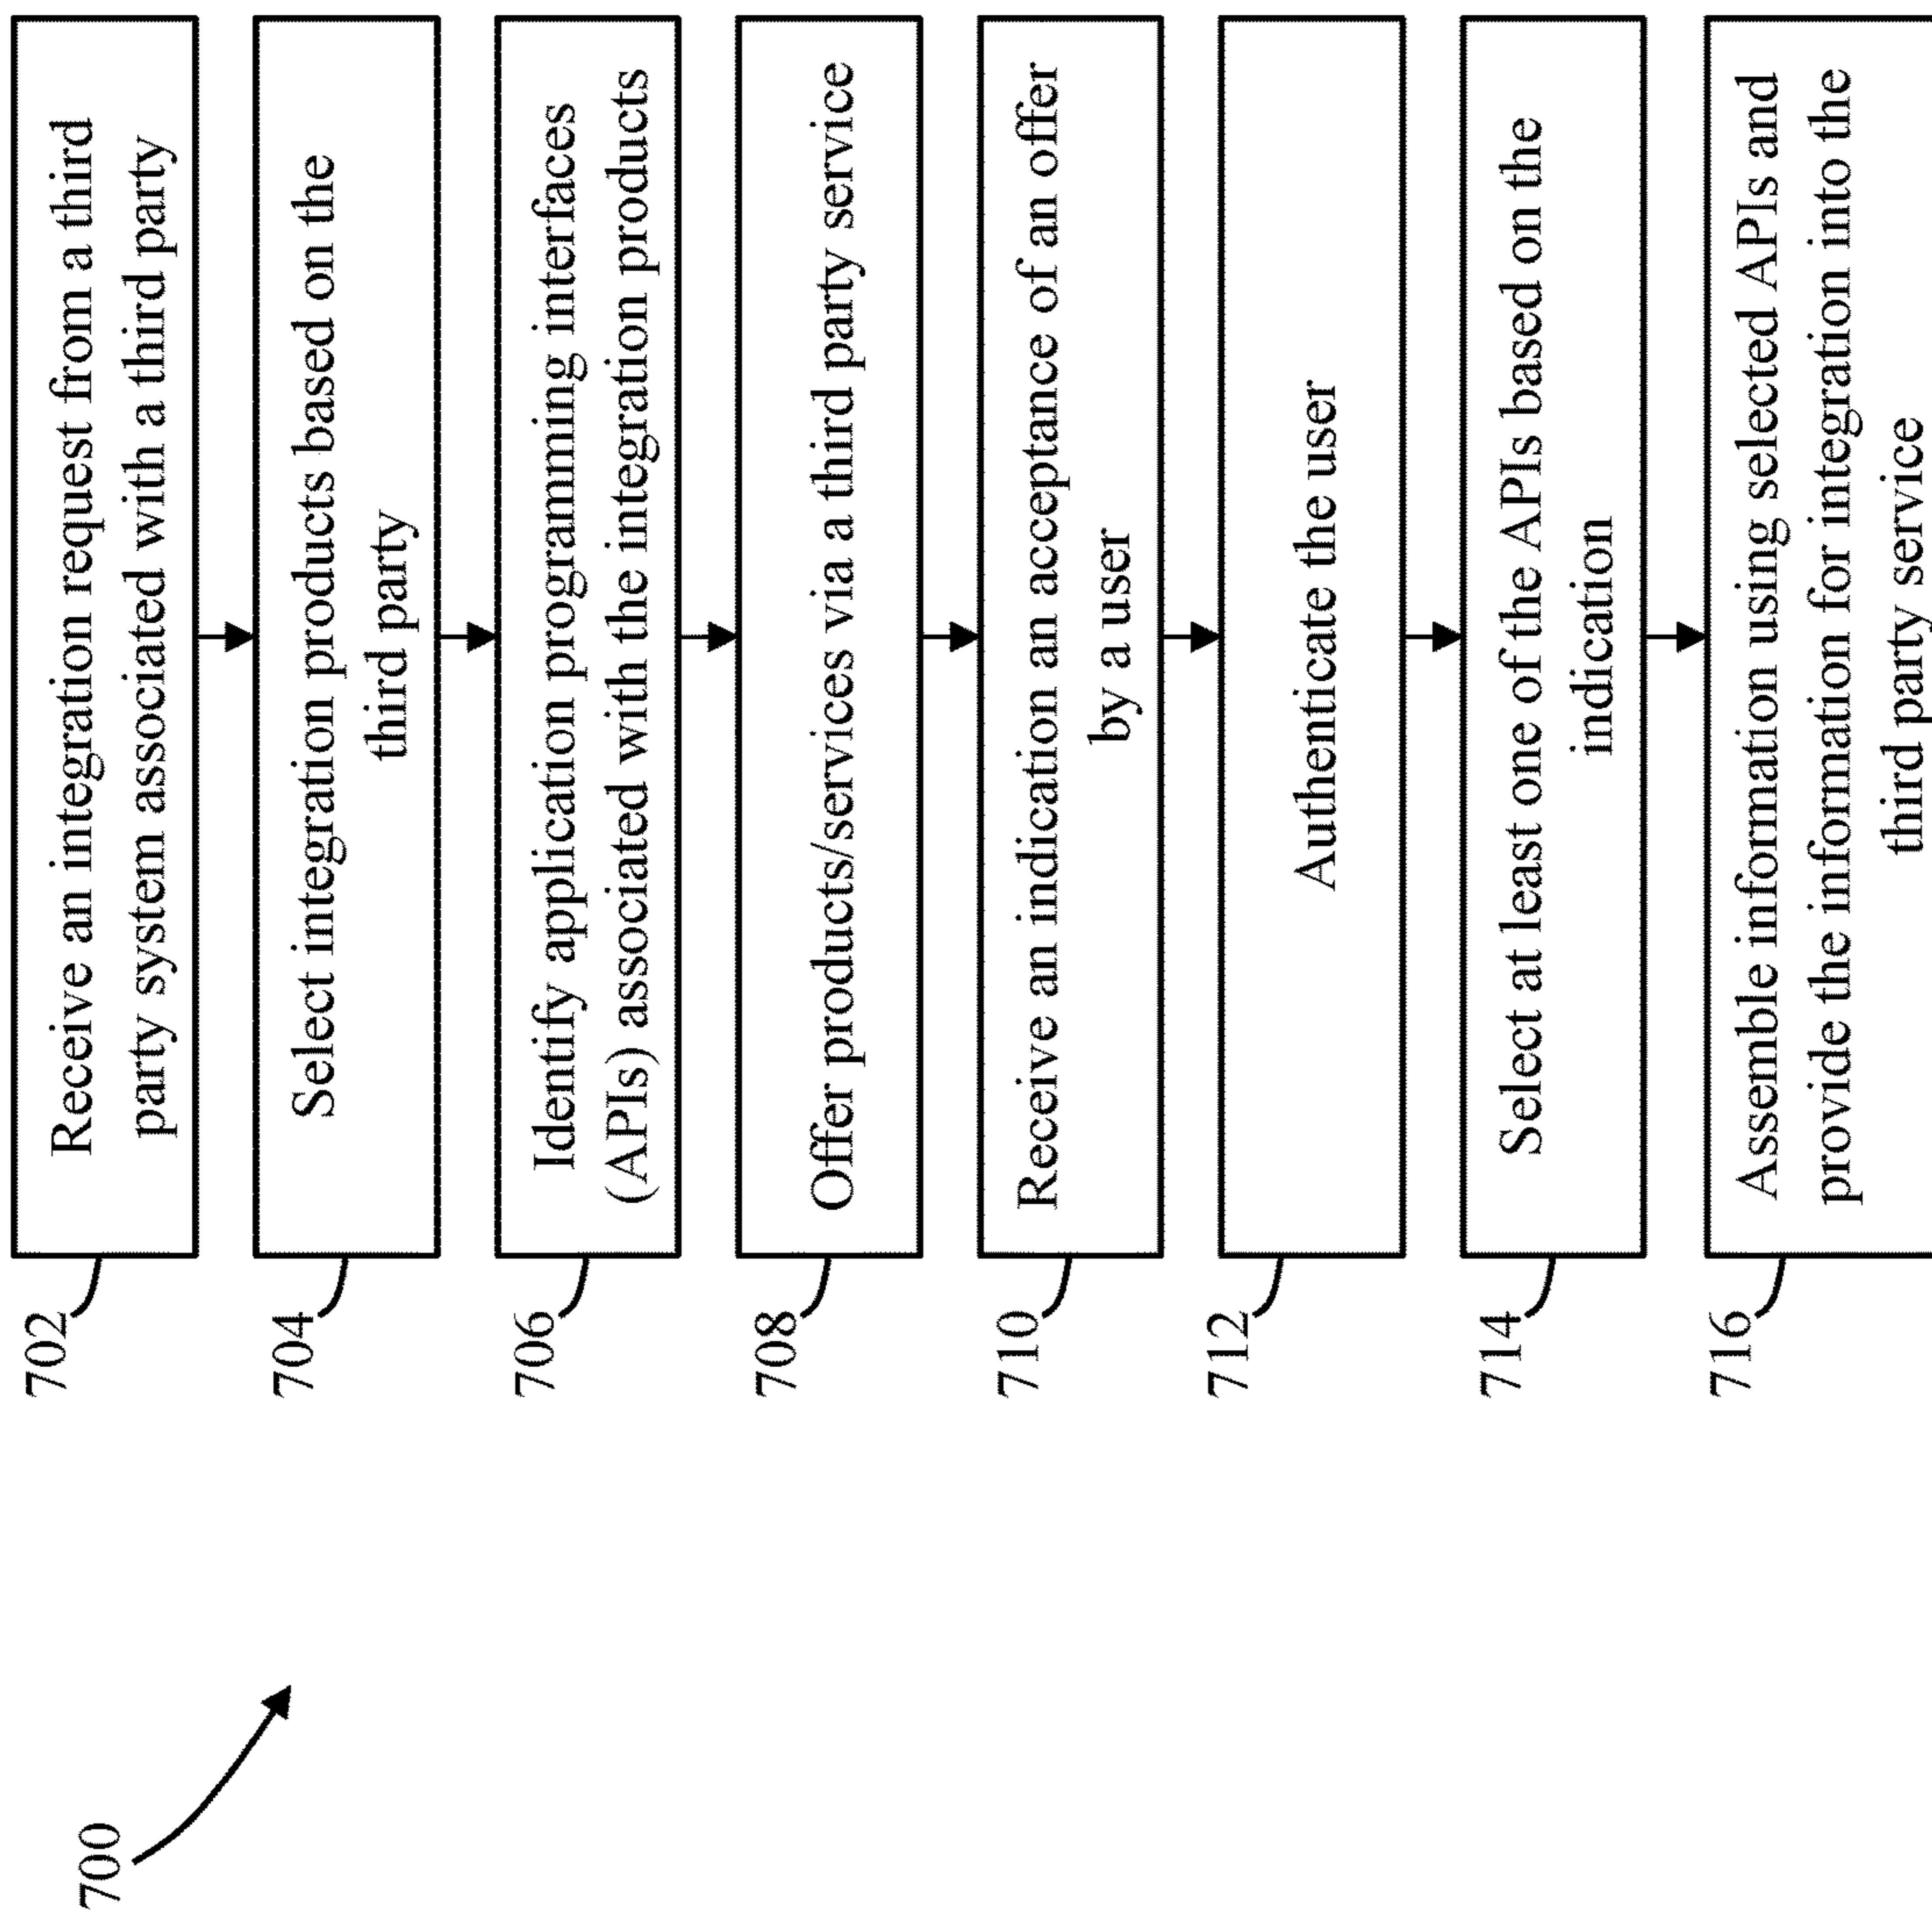 700
702
Receive an integration request from a third
party system associated with a third party
704
Select integration products based on the
third party
706
Identify application programming interfaces
(APIs) associated with the integration products
708
Offer products/services via a third party service
710
Receive an indication an acceptance of an offer
by a user
712
Authenticate the user
714
Select at least one of the APIs based on the
indication
716
Assemble information using selected APIs and
provide the information for integration into the
third party service